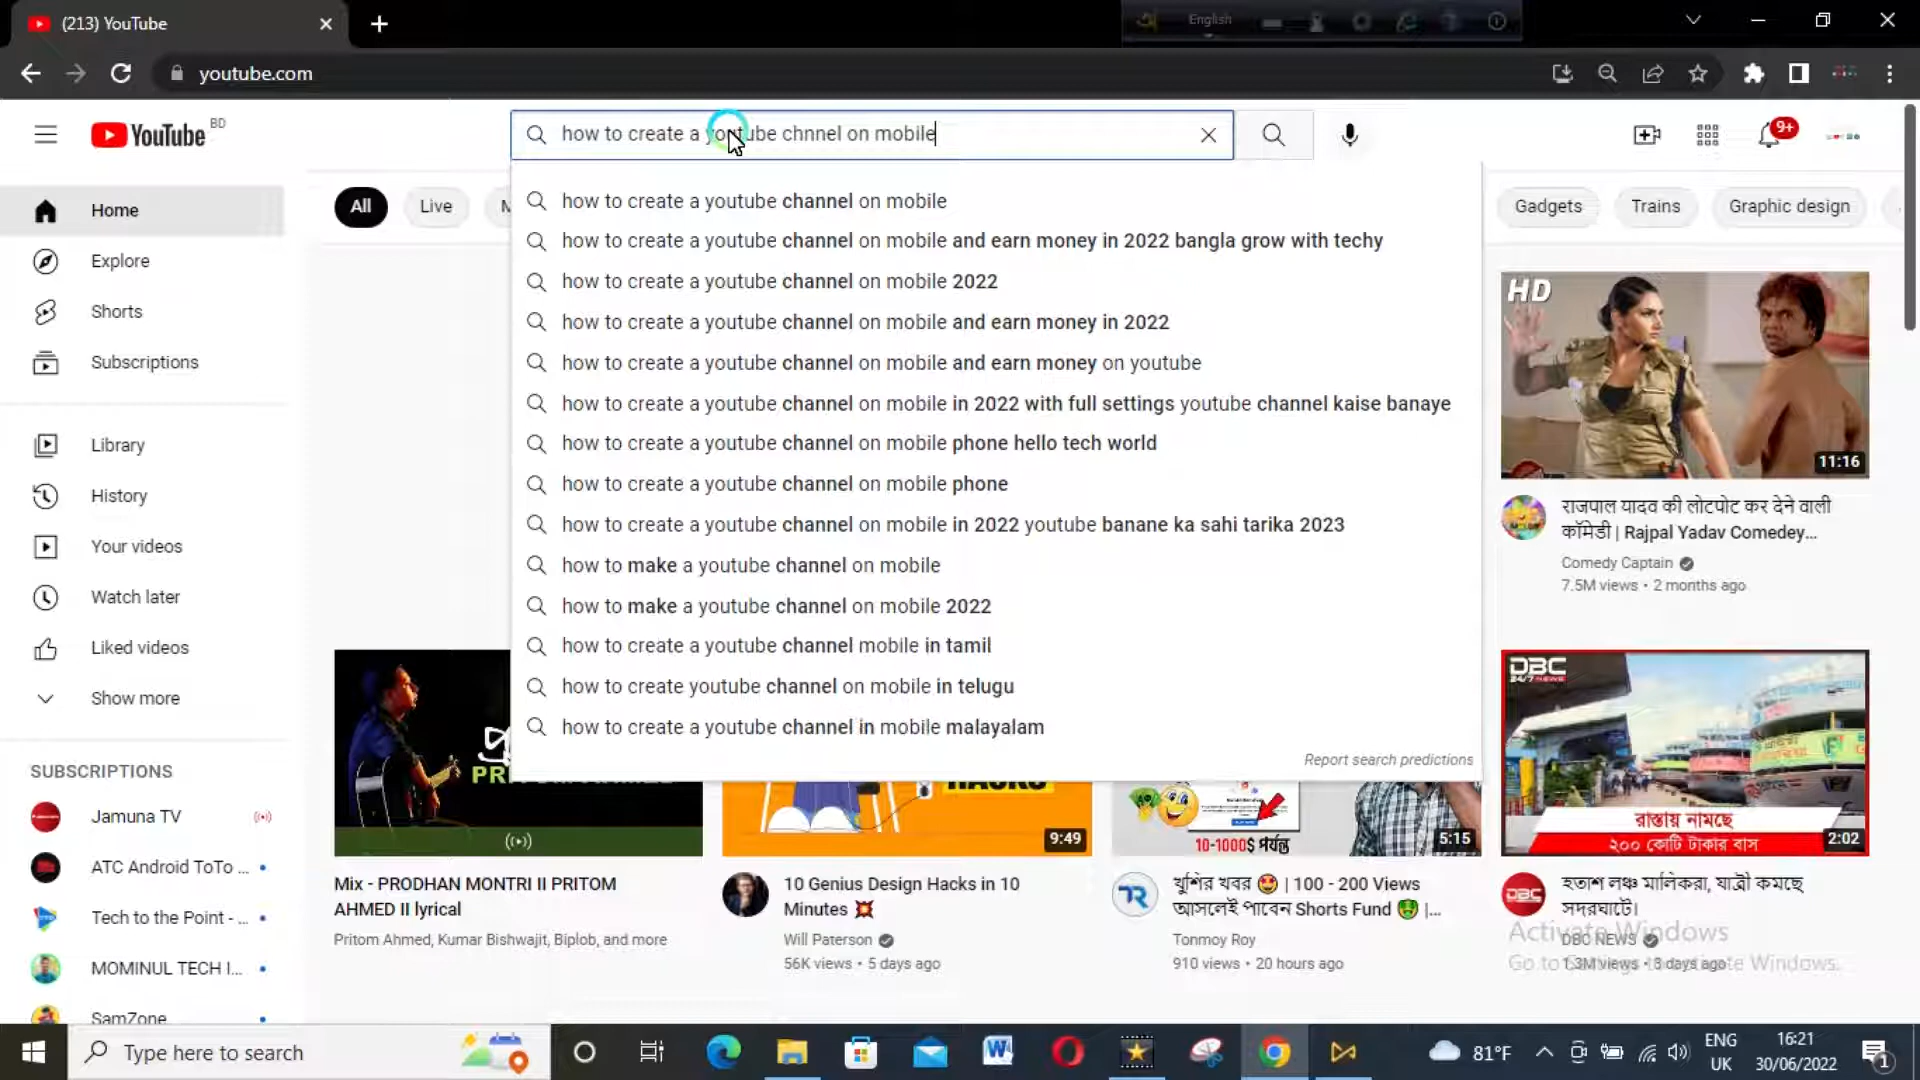 (213) YouTube
English
youtube.com
YouTube BD
how to create a youtube chnnel on mobile
9+
Home
Explore
Shorts
Subscriptions
Library
History
Your videos
Watch later
Liked videos
Show more
SUBSCRIPTIONS
Jamuna TV
ATC Android ToTo ...
Tech to the Point - ...
MOMINUL TECH I...
SamZone
All
Live
M
Gadgets
Trains
Graphic design
how to create a youtube channel on mobile
how to create a youtube channel on mobile and earn money in 2022 bangla grow with techy
how to create a youtube channel on mobile 2022
how to create a youtube channel on mobile and earn money in 2022
how to create a youtube channel on mobile and earn money on youtube
how to create a youtube channel on mobile in 2022 with full settings youtube channel kaise banaye
how to create a youtube channel on mobile phone hello tech world
how to create a youtube channel on mobile phone
how to create a youtube channel on mobile in 2022 youtube banane ka sahi tarika 2023
how to make a youtube channel on mobile
how to make a youtube channel on mobile 2022
how to create a youtube channel mobile in tamil
how to create youtube channel on mobile in telugu
how to create a youtube channel in mobile malayalam
Report search predictions
HD
11:16
राजपाल यादव की लोटपोट कर देने वाली
कॉमेडी | Rajpal Yadav Comedey...
Comedy Captain
7.5M views • 2 months ago
9:49
10-1000$ পর্যন্ত
5:15
DBC
24/7 NEWS
রাস্তায় নামছে
২০০ কোটি টাকার বাস
2:02
Mix - PRODHAN MONTRI II PRITOM
AHMED II lyrical
Pritom Ahmed, Kumar Bishwajit, Biplob, and more
10 Genius Design Hacks in 10
Minutes 💥
Will Paterson
56K views • 5 days ago
খুশির খবর 🤩 | 100 - 200 Views
আসলেই পাবেন Shorts Fund 🤑 |...
Tonmoy Roy
910 views • 20 hours ago
DBC
হতাশ লঞ্চ মালিকরা, যাত্রী কমছে
সদরঘাটে।
DBC NEWS
1.3M views • 3 days ago
Activate Windows
Go to Settings to activate Windows.
Type here to search
81°F
ENG
UK
16:21
30/06/2022
1